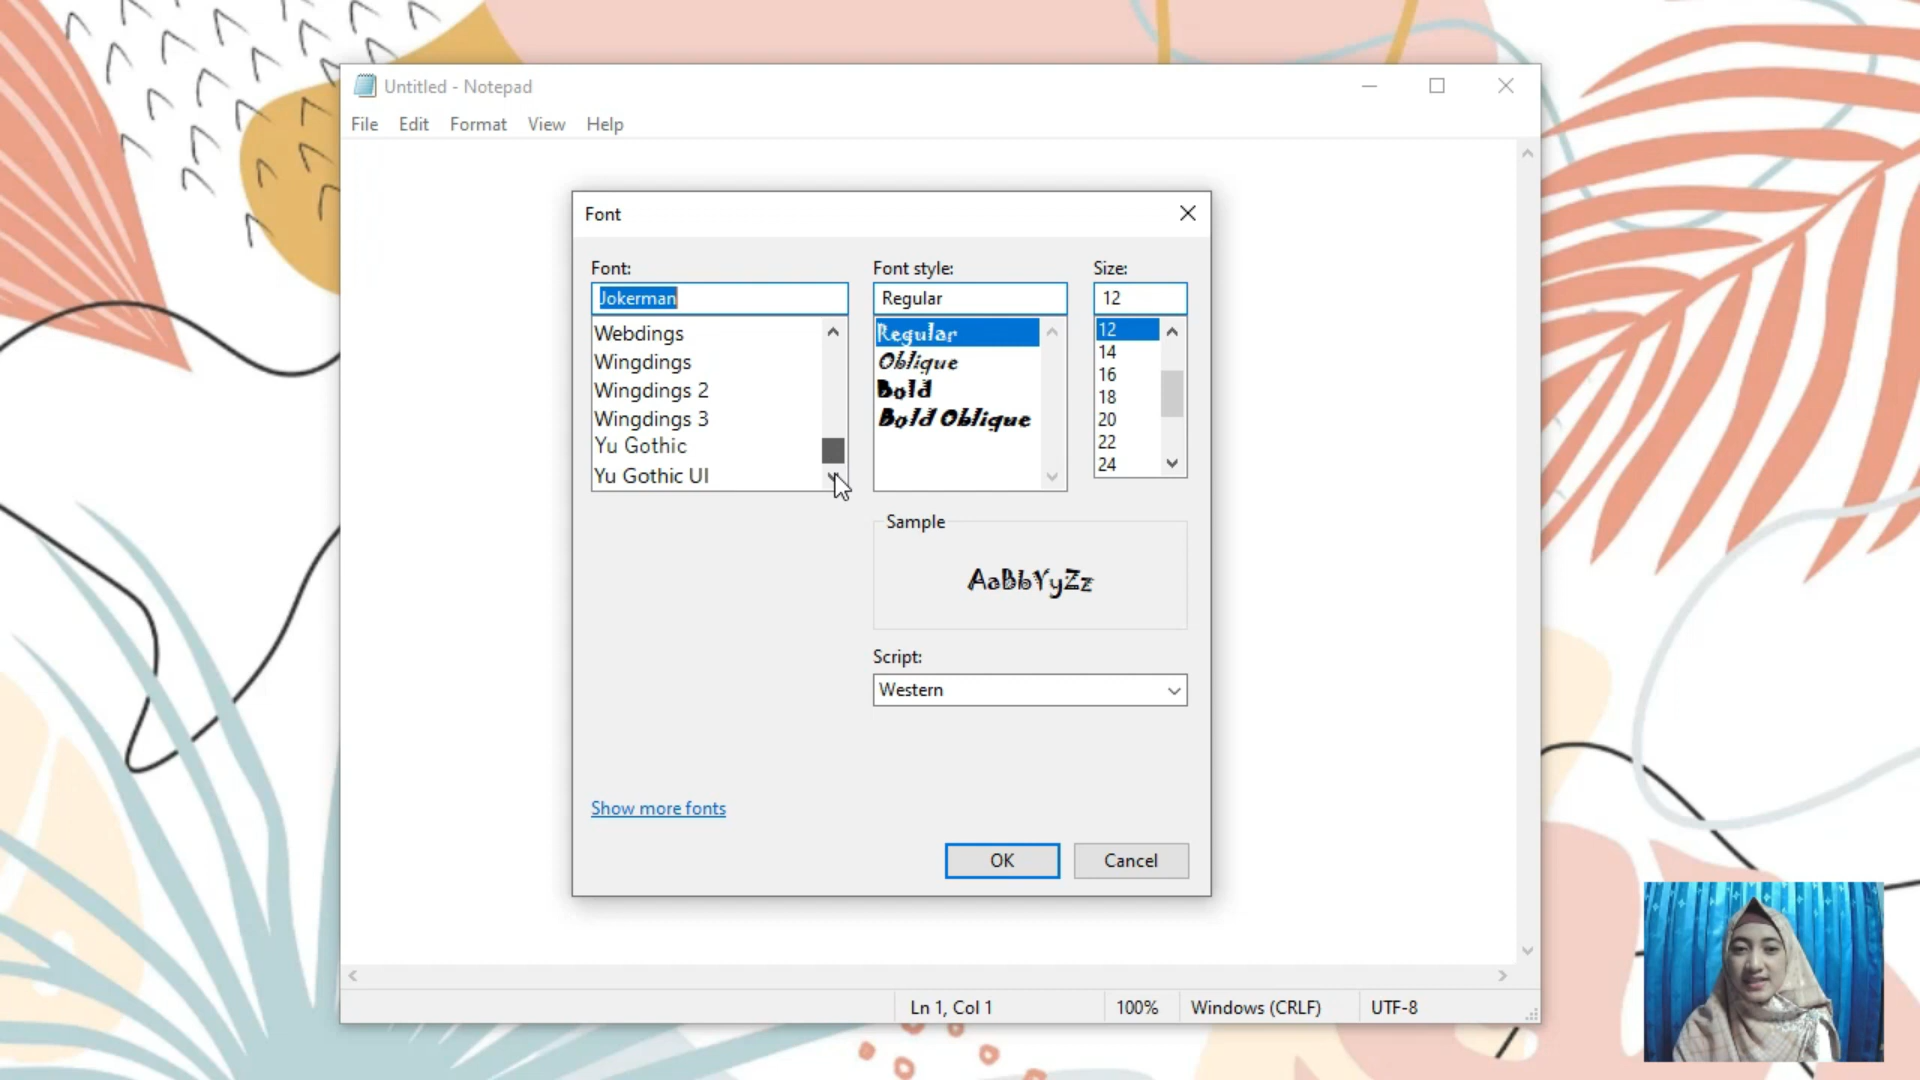 Untitled - Notepad
File Edit Format View Help
Font
Font: Font style: Size:
Jokerman Regular 12
Webdings Regular 12
Wingdings Oblique 14
Wingdings 2 Bold 16
Wingdings 3 Bold Oblique 18
Yu Gothic 20
Yu Gothic UI 22
24
Sample
AaBbYyZz
Script:
Western
Show more fonts
OK Cancel
Ln 1, Col 1 100% Windows (CRLF) UTF-8